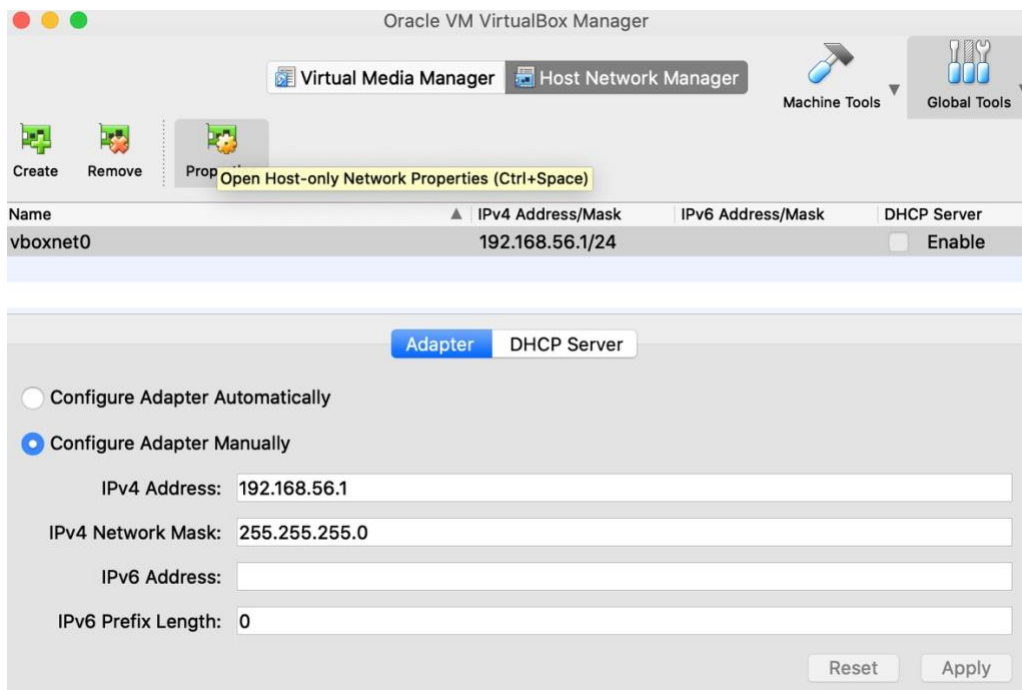 Oracle VM VirtualBox Manager
Virtual Media Manager Host Network Manager
Machine Tools Global Tools
Create Remove
Open Host-only Network Properties (Ctrl+Space)
Name IPv4 Address/Mask IPv6 Address/Mask DHCP Server
vboxnet0 192.168.56.1/24 Enable
Adapter DHCP Server
Configure Adapter Automatically
Configure Adapter Manually
IPv4 Address: 192.168.56.1
IPv4 Network Mask: 255.255.255.0
IPv6 Address:
IPv6 Prefix Length: 0
Reset Apply